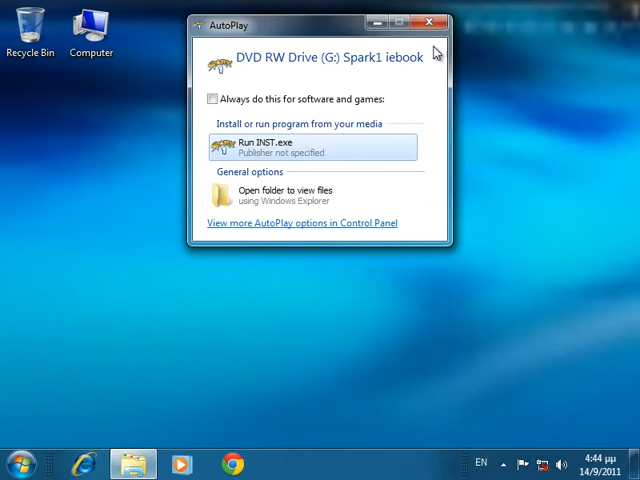 Recycle Bin
Computer
AutoPlay
DVD RW Drive (G:) Spark1 iebook
Always do this for software and games:
Install or run program from your media
Run INST.exe
Publisher not specified
General options
Open folder to view files
using Windows Explorer
View more AutoPlay options in Control Panel
EN
4:44 μμ
14/9/2011